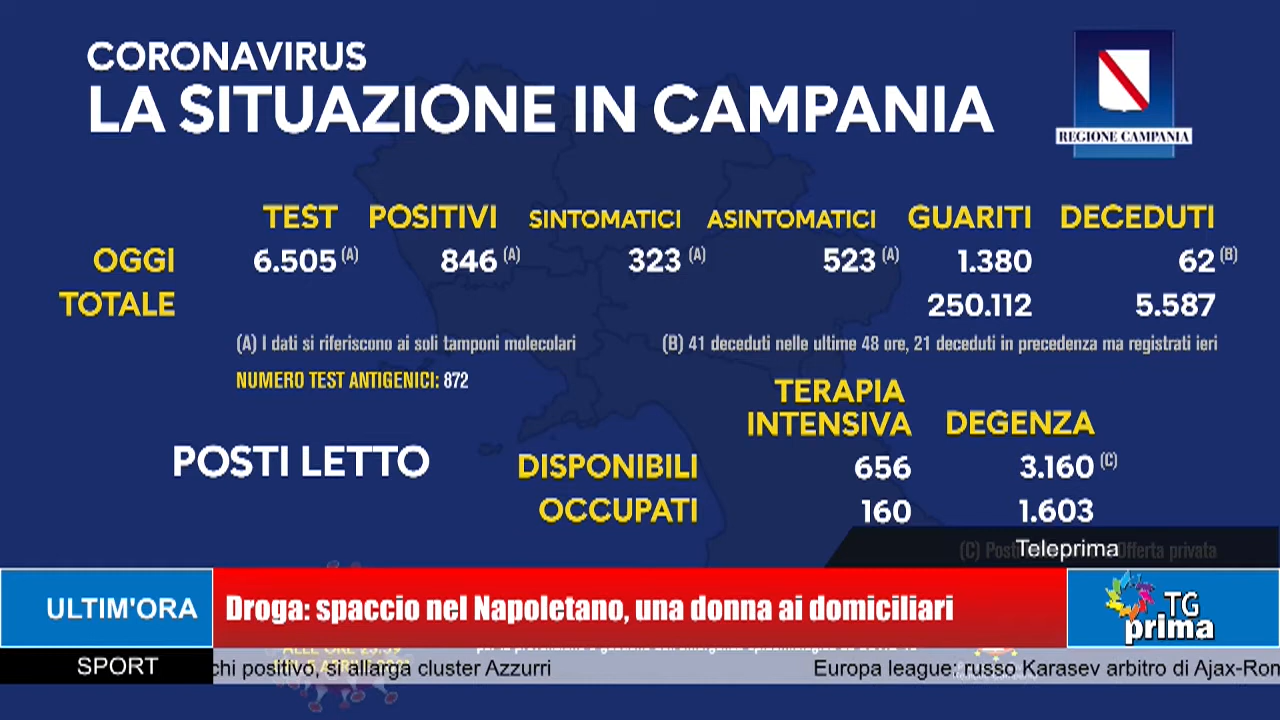 CORONAVIRUS
LA SITUAZIONE IN CAMPANIA
REGIONE CAMPANIA
TEST POSITIVI SINTOMATICI ASINTOMATICI GUARITI DECEDUTI
OGGI 6.505 (A) 846 (A) 323 (A) 523 (A) 1.380 62 (B)
TOTALE 250.112 5.587
(A) I dati si riferiscono ai soli tamponi molecolari (B) 41 deceduti nelle ultime 48 ore, 21 deceduti in precedenza ma registrati ieri
NUMERO TEST ANTIGENICI: 872
TERAPIA
INTENSIVA DEGENZA
POSTI LETTO DISPONIBILI 656 3.160 (C)
OCCUPATI 160 1.603
(C) Offerta privata
Teleprima
ULTIM'ORA Droga: spaccio nel Napoletano, una donna ai domiciliari
TG
prima
SPORT chi positivo, si allarga cluster Azzurri Europa league: russo Karasev arbitro di Ajax-Rom